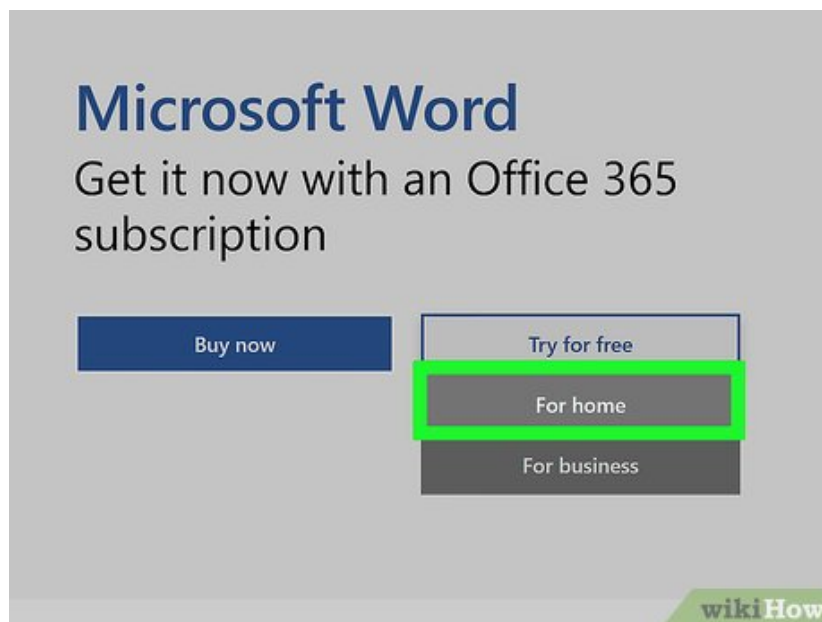 Microsoft Word
Get it now with an Office 365
subscription
Buy now
Try for free
For home
For business
wikiHow